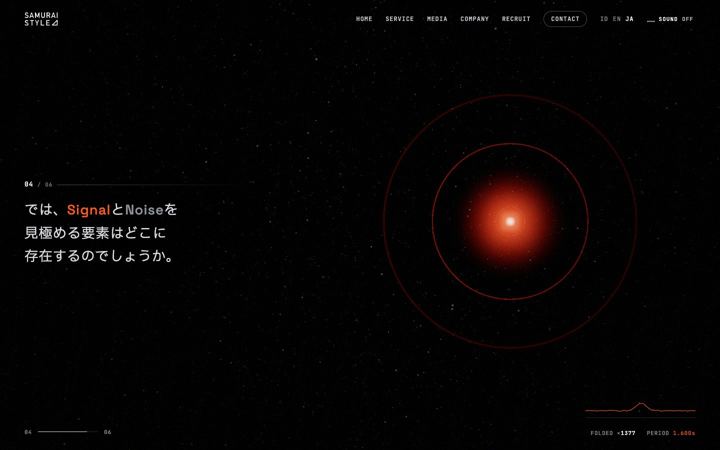 SAMURAI
STYLE
HOME SERVICE MEDIA COMPANY RECRUIT CONTACT ID EN JA SOUND OFF
04 / 06
では、SignalとNoiseを
見極める要素はどこに
存在するのでしょうか。
04 06
FOLDED ×1377 PERIOD 1.600s